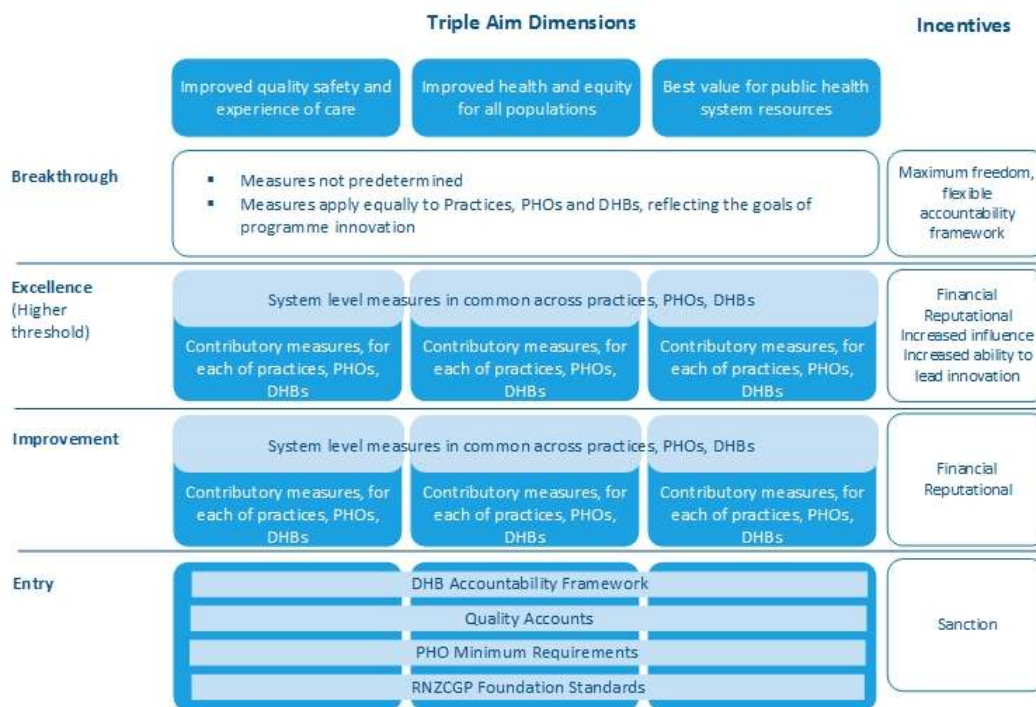 Triple Aim Dimensions
Incentives
Improved quality safety and
experience of care
Improved health and equity
for all populations
Best value for public health
system resources
Breakthrough
▪ Measures not predetermined
▪ Measures apply equally to Practices, PHOs and DHBs, reflecting the goals of
programme innovation
Maximum freedom,
flexible
accountability
framework
Excellence
(Higher
threshold)
System level measures in common across practices, PHOs, DHBs
Contributory measures, for
each of practices, PHOs,
DHBs
Contributory measures, for
each of practices, PHOs,
DHBs
Contributory measures, for
each of practices, PHOs,
DHBs
Financial
Reputational
Increased influence
Increased ability to
lead innovation
Improvement
System level measures in common across practices, PHOs, DHBs
Contributory measures, for
each of practices, PHOs,
DHBs
Contributory measures, for
each of practices, PHOs,
DHBs
Contributory measures, for
each of practices, PHOs,
DHBs
Financial
Reputational
Entry
DHB Accountability Framework
Quality Accounts
PHO Minimum Requirements
RNZCGP Foundation Standards
Sanction